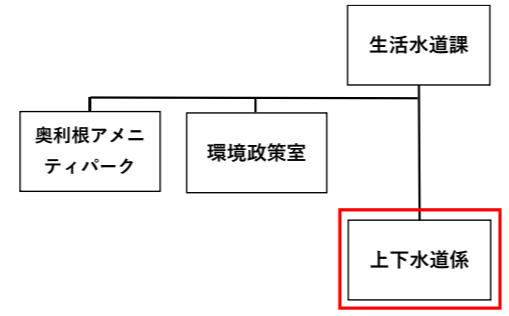 生活水道課
奥利根アメニ
ティパーク
環境政策室
上下水道係